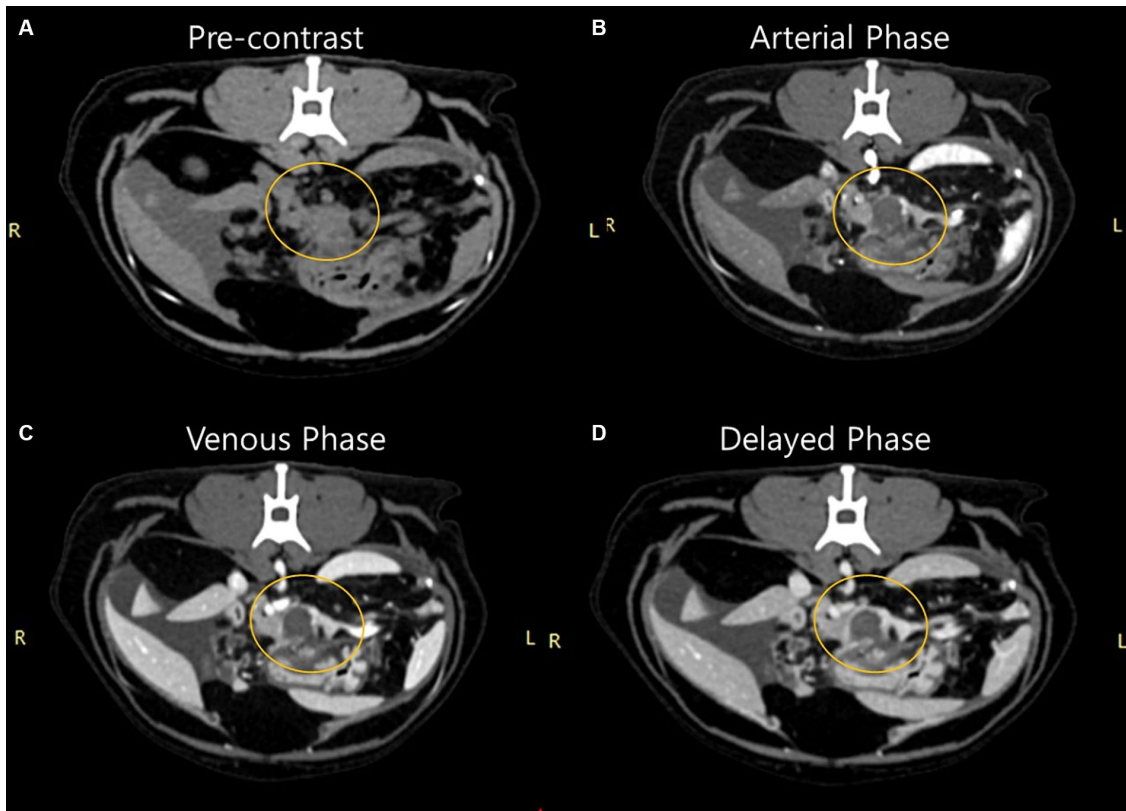 A
Pre-contrast
R
L
B
Arterial Phase
R
L
C
Venous Phase
R
L
D
Delayed Phase
R
L